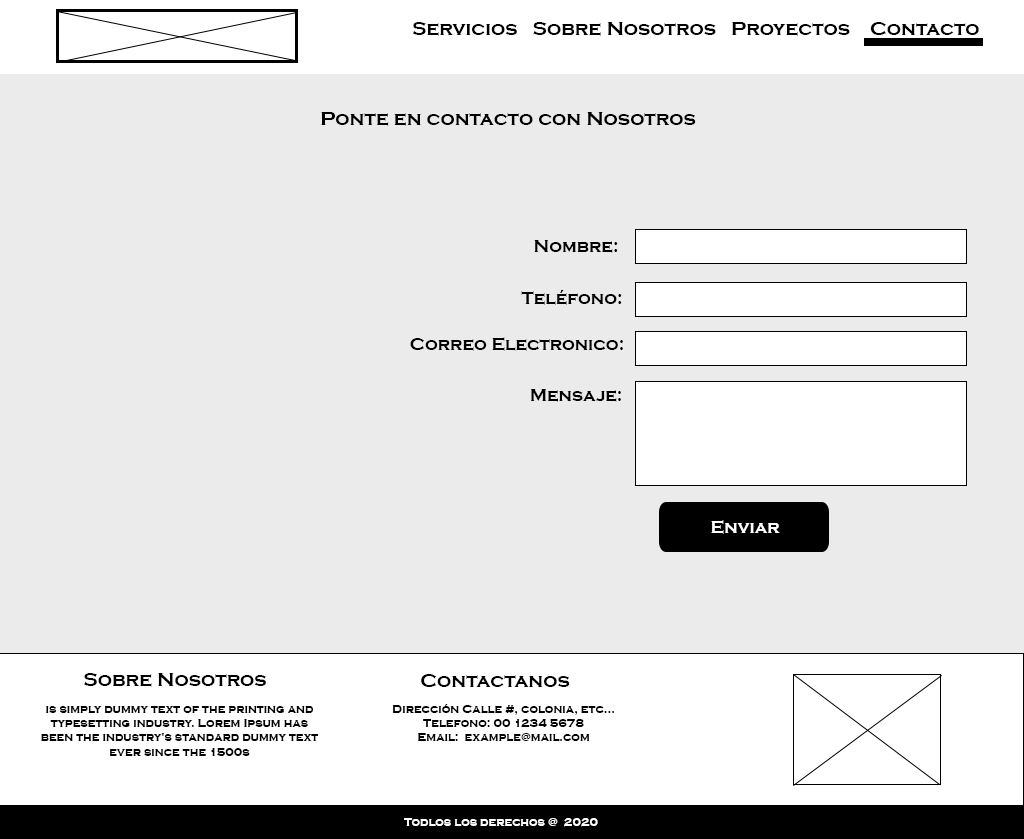 Servicios Sobre Nosotros Proyectos Contacto
Ponte en contacto con Nosotros
Nombre:
Teléfono:
Correo Electronico:
Mensaje:
Enviar
Sobre Nosotros
is simply dummy text of the printing and
typesetting industry. Lorem Ipsum has
been the industry's standard dummy text
ever since the 1500s
Contactanos
Dirección Calle #, colonia, etc...
Telefono: 00 1234 5678
Email: example@mail.com
Todlos los derechos @ 2020